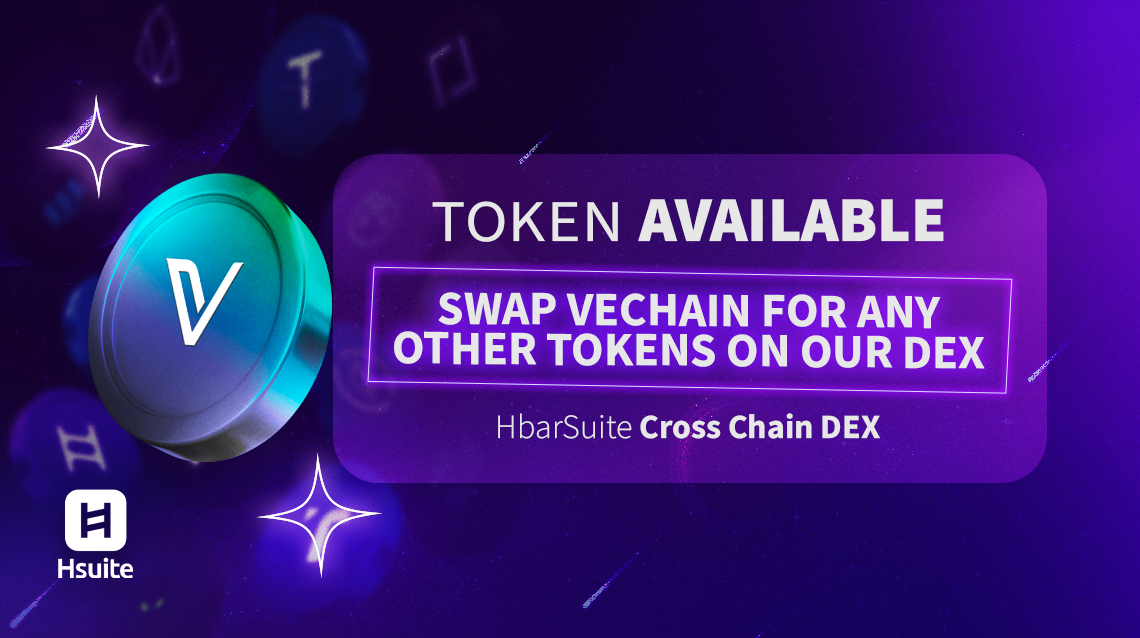 TOKEN AVAILABLE
SWAP VECHAIN FOR ANY
OTHER TOKENS ON OUR DEX
HbarSuite Cross Chain DEX
Hsuite